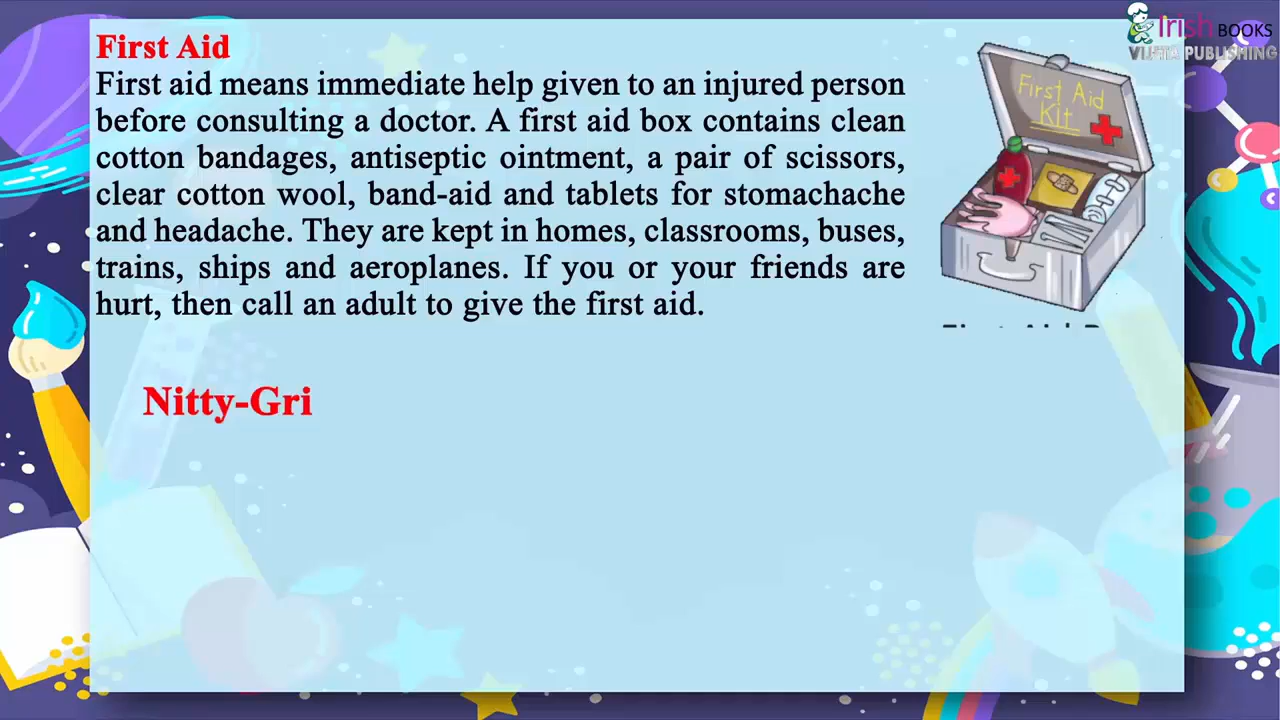 Irish BOOKS
VIJETA PUBLISHING
First Aid
First aid means immediate help given to an injured person
before consulting a doctor. A first aid box contains clean
cotton bandages, antiseptic ointment, a pair of scissors,
clear cotton wool, band-aid and tablets for stomachache
and headache. They are kept in homes, classrooms, buses,
trains, ships and aeroplanes. If you or your friends are
hurt, then call an adult to give the first aid.
First Aid
Kit
Nitty-Gri